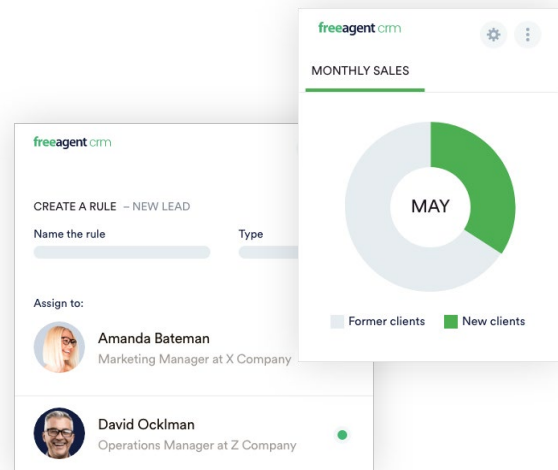 freeagent crm
MONTHLY SALES
MAY
Former clients
New clients
freeagent crm
CREATE A RULE – NEW LEAD
Name the rule
Type
Assign to:
Amanda Bateman
Marketing Manager at X Company
David Ocklman
Operations Manager at Z Company